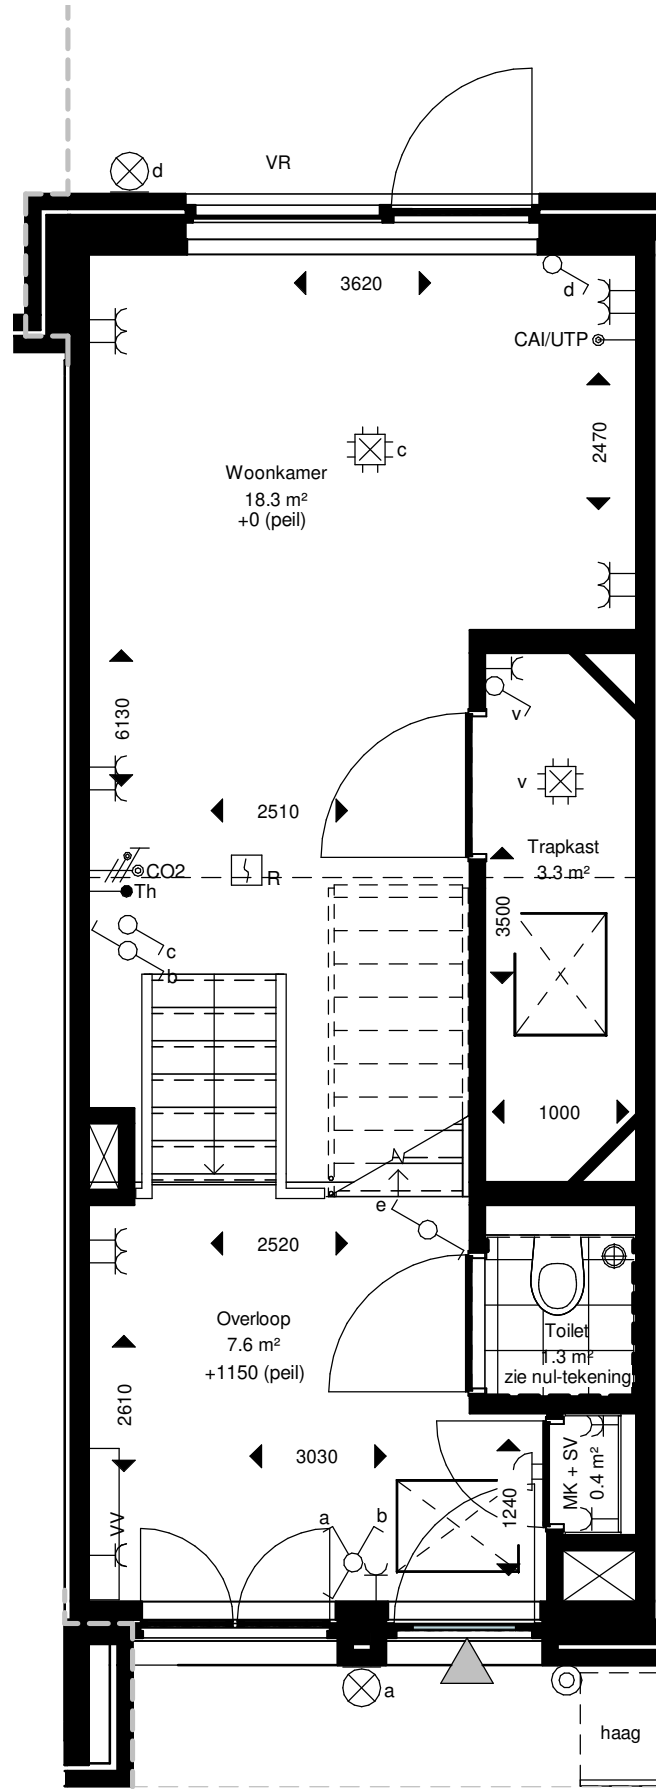 d
VR
3620
d
CAI/UTP
2470
c
Woonkamer
18.3 m²
+0 (peil)
6130
v
v
2510
Trapkast
3.3 m²
CO2
R
Th
3500
c
b
1000
e
2520
Overloop
7.6 m²
+1150 (peil)
Toilet
1.3 m²
zie nul-tekening
2610
3030
MK + SV
0.4 m²
1240
VV
a
b
a
haag